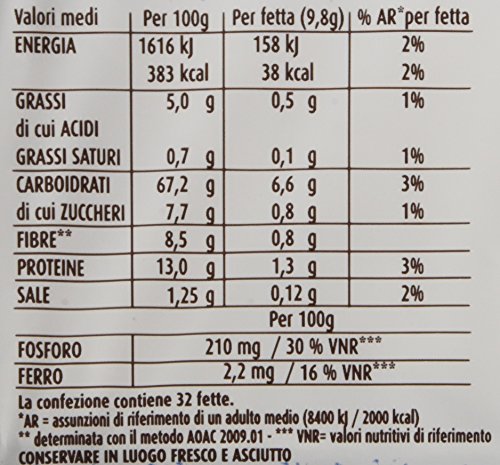 Valori medi Per 100g Per fetta (9,8g) % AR*per fetta
ENERGIA 1616 kJ 158 kJ 2%
383 kcal 38 kcal 2%
GRASSI 5,0 g 0,5 g 1%
di cui ACIDI
GRASSI SATURI 0,7 g 0,1 g 1%
CARBOIDRATI 67,2 g 6,6 g 3%
di cui ZUCCHERI 7,7 g 0,8 g 1%
FIBRE** 8,5 g 0,8 g
PROTEINE 13,0 g 1,3 g 3%
SALE 1,25 g 0,12 g 2%
Per 100g
FOSFORO 210 mg / 30 % VNR***
FERRO 2,2 mg / 16 % VNR***
La confezione contiene 32 fette.
*AR = assunzioni di riferimento di un adulto medio (8400 kJ / 2000 kcal)
** determinata con il metodo AOAC 2009.01 - *** VNR= valori nutritivi di riferimento
CONSERVARE IN LUOGO FRESCO E ASCIUTTO